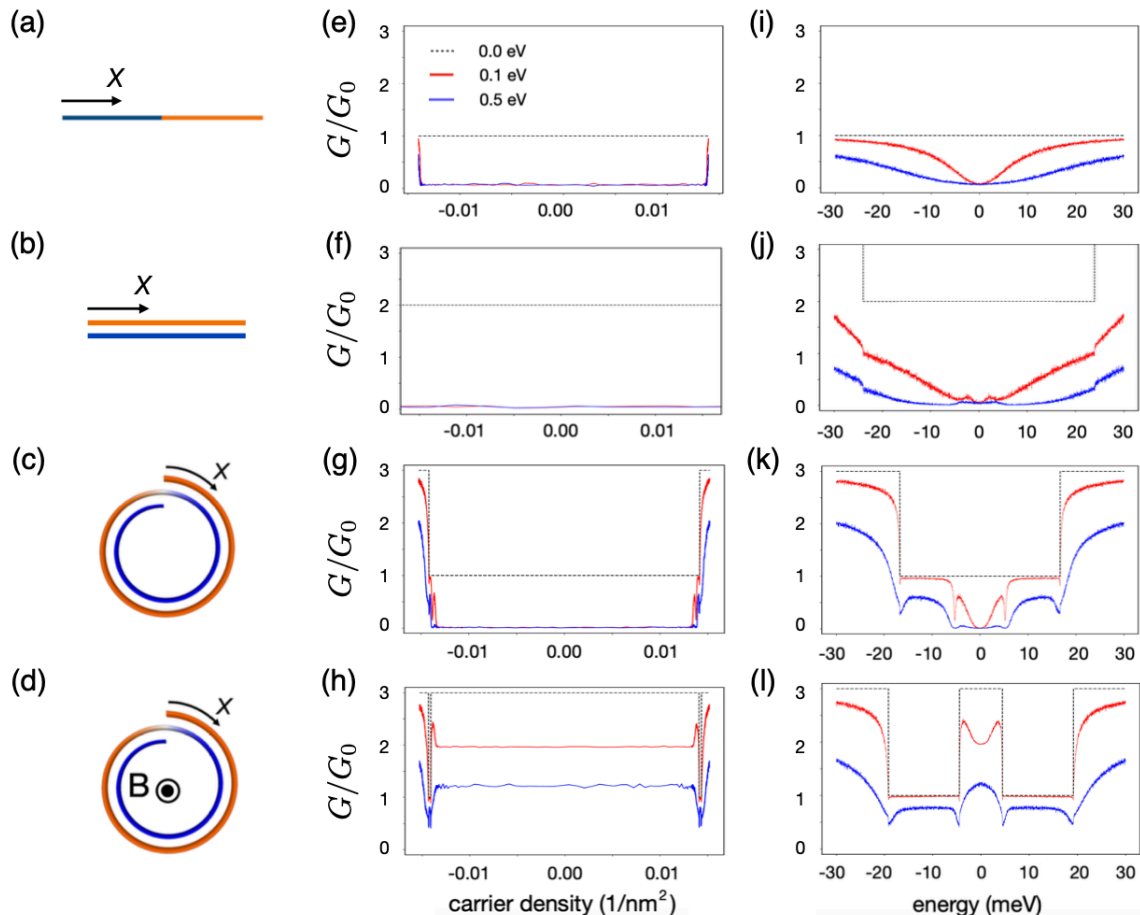 (a)
X
(e)
3
2
1
0
G/G₀
0.0 eV
0.1 eV
0.5 eV
-0.01 0.00 0.01
(i)
3
2
1
0
-30 -20 -10 0 10 20 30
(b)
X
(f)
3
2
1
0
G/G₀
-0.01 0.00 0.01
(j)
3
2
1
0
-30 -20 -10 0 10 20 30
(c)
X
(g)
3
2
1
0
G/G₀
-0.01 0.00 0.01
(k)
3
2
1
0
-30 -20 -10 0 10 20 30
(d)
X
B
(h)
3
2
1
0
G/G₀
-0.01 0.00 0.01
carrier density (1/nm²)
(l)
3
2
1
0
-30 -20 -10 0 10 20 30
energy (meV)